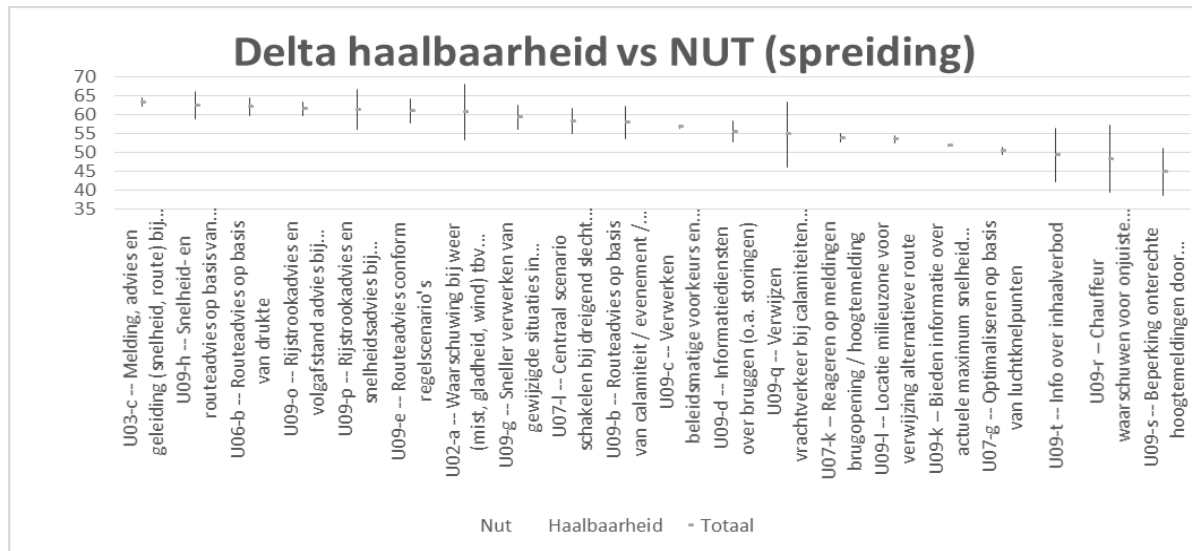 Delta haalbaarheid vs NUT (spreiding)
70
65
60
55
50
45
40
35
U03-c -- Melding, advies en
geleiding (snelheid, route) bij...
U09-h -- Snelheid- en
routeadvies op basis van...
U06-b -- Routeadvies op basis
van drukte
U09-o -- Rijstrookadvies en
volgafstand advies bij...
U09-p -- Rijstrookadvies en
snelheidsadvies bij...
U09-e -- Routeadvies conform
regelscenario's
U02-a -- Waarschuwing bij weer
(mist, gladheid, wind) tbv...
U09-g -- Sneller verwerken van
gewijzigde situaties in...
U07-l -- Centraal scenario
schakelen bij dreigend slecht...
U09-b -- Routeadvies op basis
van calamiteit / evenement /...
U09-c -- Verwerken
beleidsmatige voorkeurs en...
U09-d -- Informatiediensten
over bruggen (o.a. storingen)
U09-q -- Verwijzen
vrachtverkeer bij calamiteiten...
U07-k – Reageren op meldingen
brugopening / hoogtemelding
U09-l -- Locatie milieuzone voor
verwijzing alternatieve route
U09-k – Bieden informatie over
actuele maximum snelheid...
U07-g -- Optimaliseren op basis
van luchtknelpunten
U09-t -- Info over inhaalverbod
U09-r – Chauffeur
waarschuwen voor onjuiste...
U09-s -- Beperking onterechte
hoogtemeldingen door...
Nut Haalbaarheid Totaal